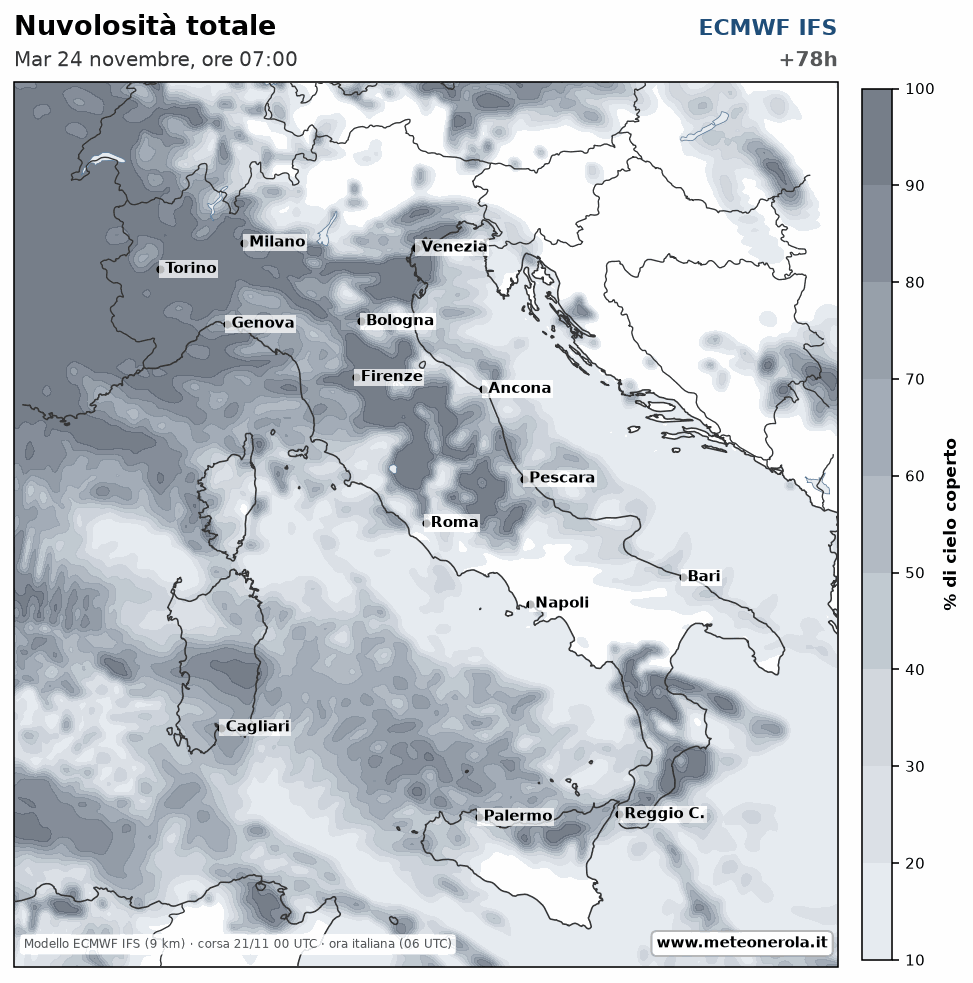 Nuvolosità totale
ECMWF IFS
Mar 24 novembre, ore 07:00
+78h
100
90
80
70
60
50
40
30
20
10
% di cielo coperto
Milano
Venezia
Torino
Genova
Bologna
Firenze
Ancona
Pescara
Roma
Bari
Napoli
Cagliari
Palermo
Reggio C.
Modello ECMWF IFS (9 km) · corsa 21/11 00 UTC · ora italiana (06 UTC)
www.meteonerola.it